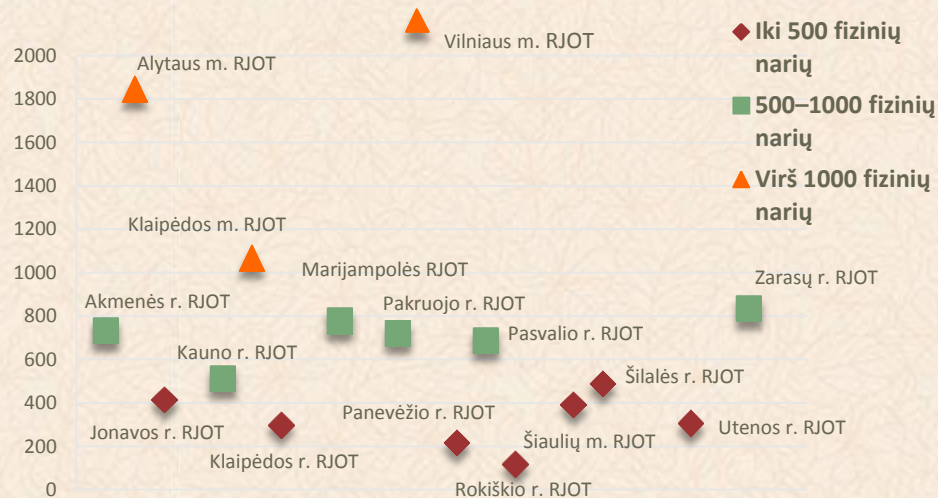 2000
1800
1600
1400
1200
1000
800
600
400
200
0
Vilniaus m. RJOT
Alytaus m. RJOT
Klaipėdos m. RJOT
Marijampolės RJOT
Zarasų r. RJOT
Akmenės r. RJOT
Pakruojo r. RJOT
Pasvalio r. RJOT
Kauno r. RJOT
Šilalės r. RJOT
Panevėžio r. RJOT
Utenos r. RJOT
Jonavos r. RJOT
Šiaulių m. RJOT
Klaipėdos r. RJOT
Rokiškio r. RJOT
Iki 500 fizinių
narių
500–1000 fizinių
narių
Virš 1000 fizinių
narių